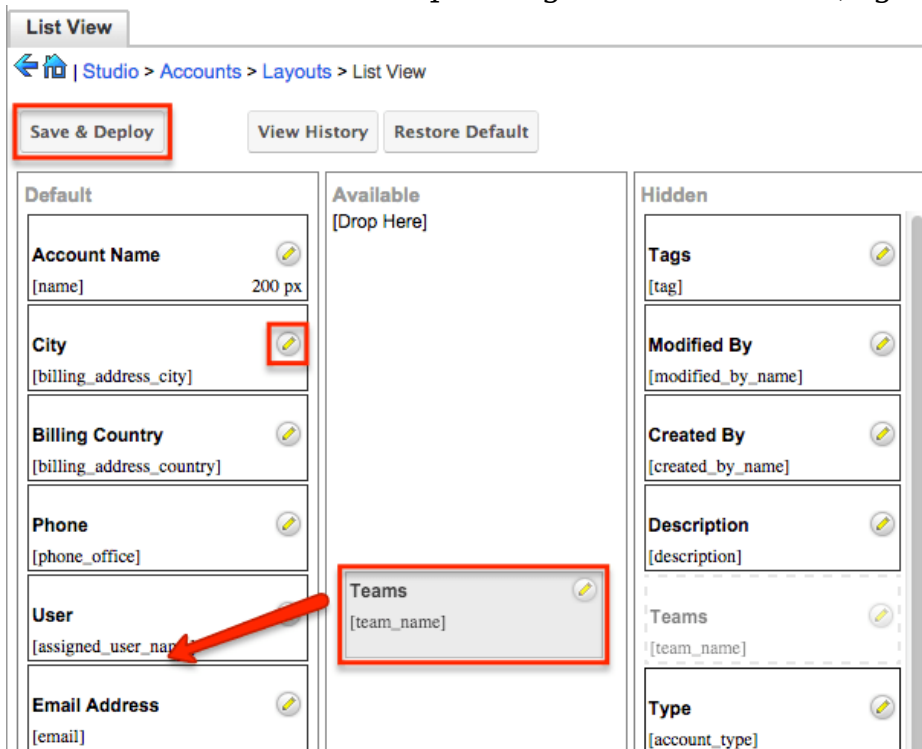 List View
| Studio > Accounts > Layouts > List View
Save & Deploy
View History
Restore Default
Default
Account Name
[name] 200 px
City
[billing_address_city]
Billing Country
[billing_address_country]
Phone
[phone_office]
User
[assigned_user_na
Email Address
[email]
Available
[Drop Here]
Teams
[team_name]
Hidden
Tags
[tag]
Modified By
[modified_by_name]
Created By
[created_by_name]
Description
[description]
Teams
[team_name]
Type
[account_type]